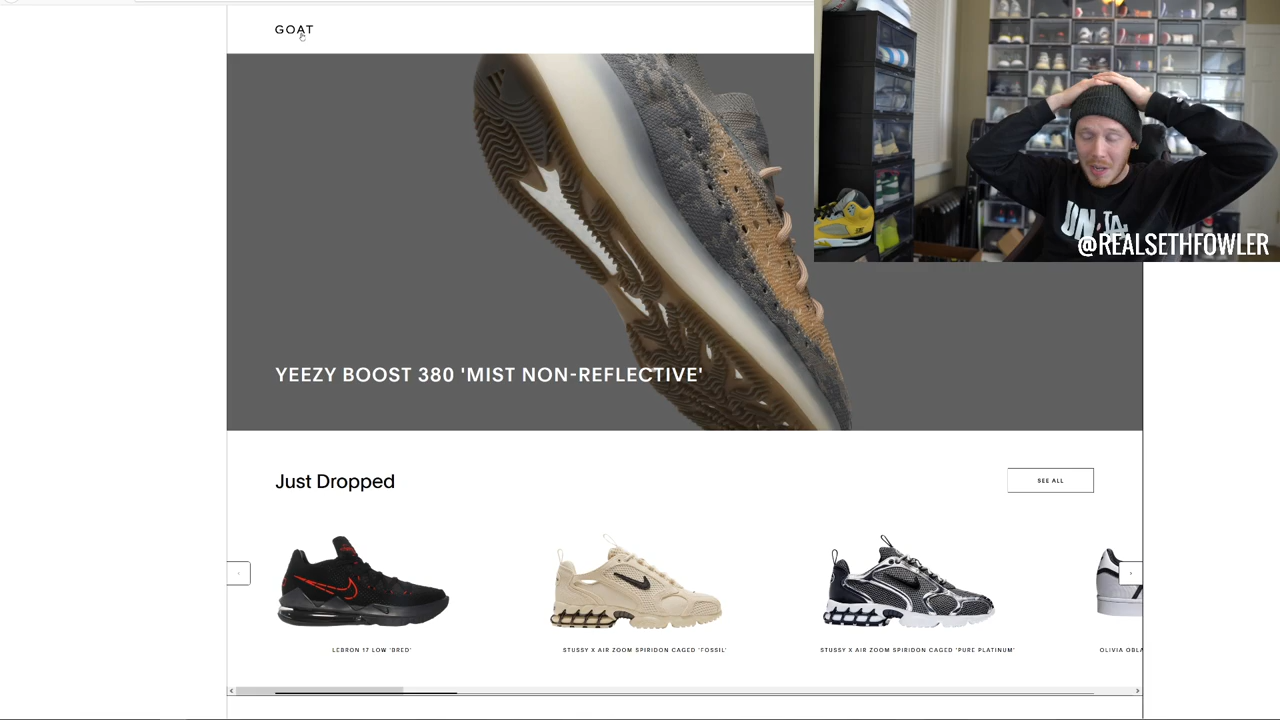 GOAT
@REALSETHFOWLER
YEEZY BOOST 380 'MIST NON-REFLECTIVE'
Just Dropped
SEE ALL
LEBRON 17 LOW 'BRED'
STUSSY X AIR ZOOM SPIRIDON CAGED 'FOSSIL'
STUSSY X AIR ZOOM SPIRIDON CAGED 'PURE PLATINUM'
OLIVIA